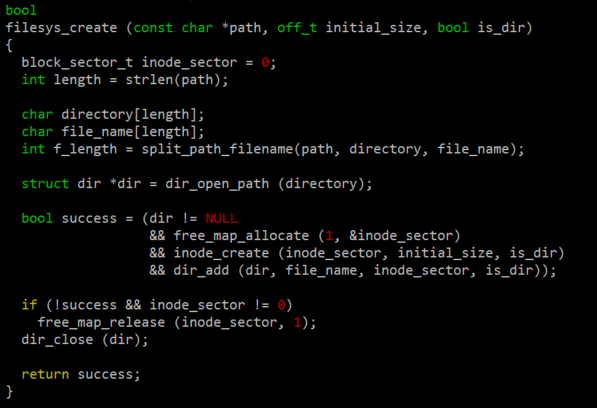 bool
filesys_create (const char *path, off_t initial_size, bool is_dir)
{
  block_sector_t inode_sector = 0;
  int length = strlen(path);

  char directory[length];
  char file_name[length];
  int f_length = split_path_filename(path, directory, file_name);

  struct dir *dir = dir_open_path (directory);

  bool success = (dir != NULL
                  && free_map_allocate (1, &inode_sector)
                  && inode_create (inode_sector, initial_size, is_dir)
                  && dir_add (dir, file_name, inode_sector, is_dir));

  if (!success && inode_sector != 0)
    free_map_release (inode_sector, 1);
  dir_close (dir);

  return success;
}